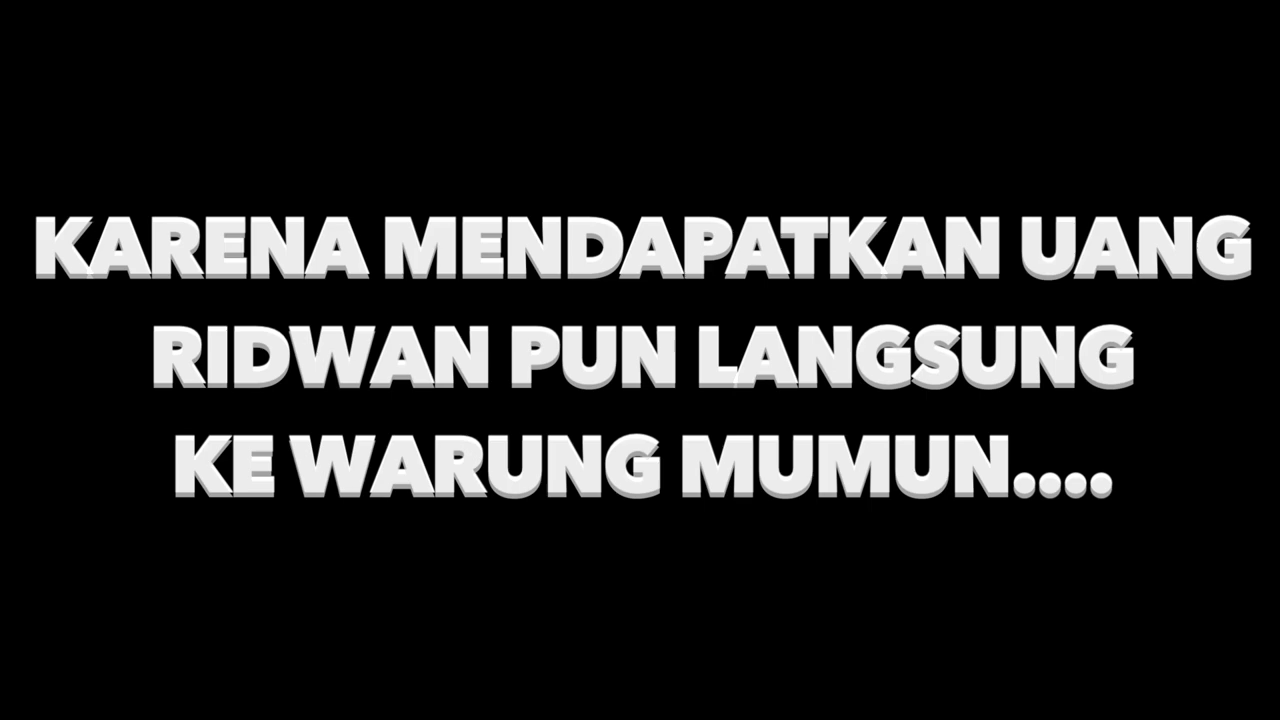 KARENA MENDAPATKAN UANG
RIDWAN PUN LANGSUNG
KE WARUNG MUMUN....